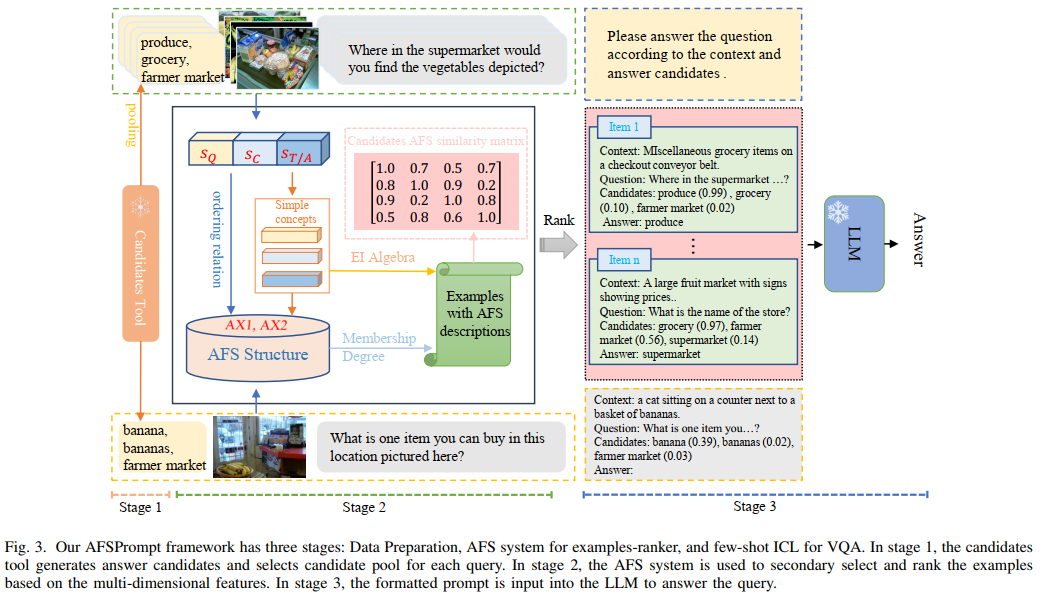 produce,
grocery,
farmer market
Where in the supermarket would
you find the vegetables depicted?
Please answer the question
according to the context and
answer candidates .
pooling
Candidates Tool
SQ SC ST/A
ordering relation
Simple
concepts
Candidates AFS similarity matrix
1.0 0.7 0.5 0.7
0.8 1.0 0.9 0.2
0.9 0.2 1.0 0.8
0.5 0.8 0.6 1.0
EI Algebra
Examples
with AFS
descriptions
AX1, AX2
AFS Structure
Membership
Degree
Rank
Item 1
Context: MIscellaneous grocery items on
a checkout conveyor belt.
Question: Where in the supermarket …?
Candidates: produce (0.99) , grocery
(0.10) , farmer market (0.02)
Answer: produce
⋮
Item n
Context: A large fruit market with signs
showing prices..
Question: What is the name of the store?
Candidates: grocery (0.97), farmer
market (0.56), supermarket (0.14)
Answer: supermarket
LLM
Answer
banana,
bananas,
farmer market
What is one item you can buy in this
location pictured here?
Context: a cat sitting on a counter next to a
basket of bananas.
Question: What is one item you…?
Candidates: banana (0.39), bananas (0.02),
farmer market (0.03)
Answer:
Stage 1
Stage 2
Stage 3
Fig. 3. Our AFSPrompt framework has three stages: Data Preparation, AFS system for examples-ranker, and few-shot ICL for VQA. In stage 1, the candidates
tool generates answer candidates and selects candidate pool for each query. In stage 2, the AFS system is used to secondary select and rank the examples
based on the multi-dimensional features. In stage 3, the formatted prompt is input into the LLM to answer the query.